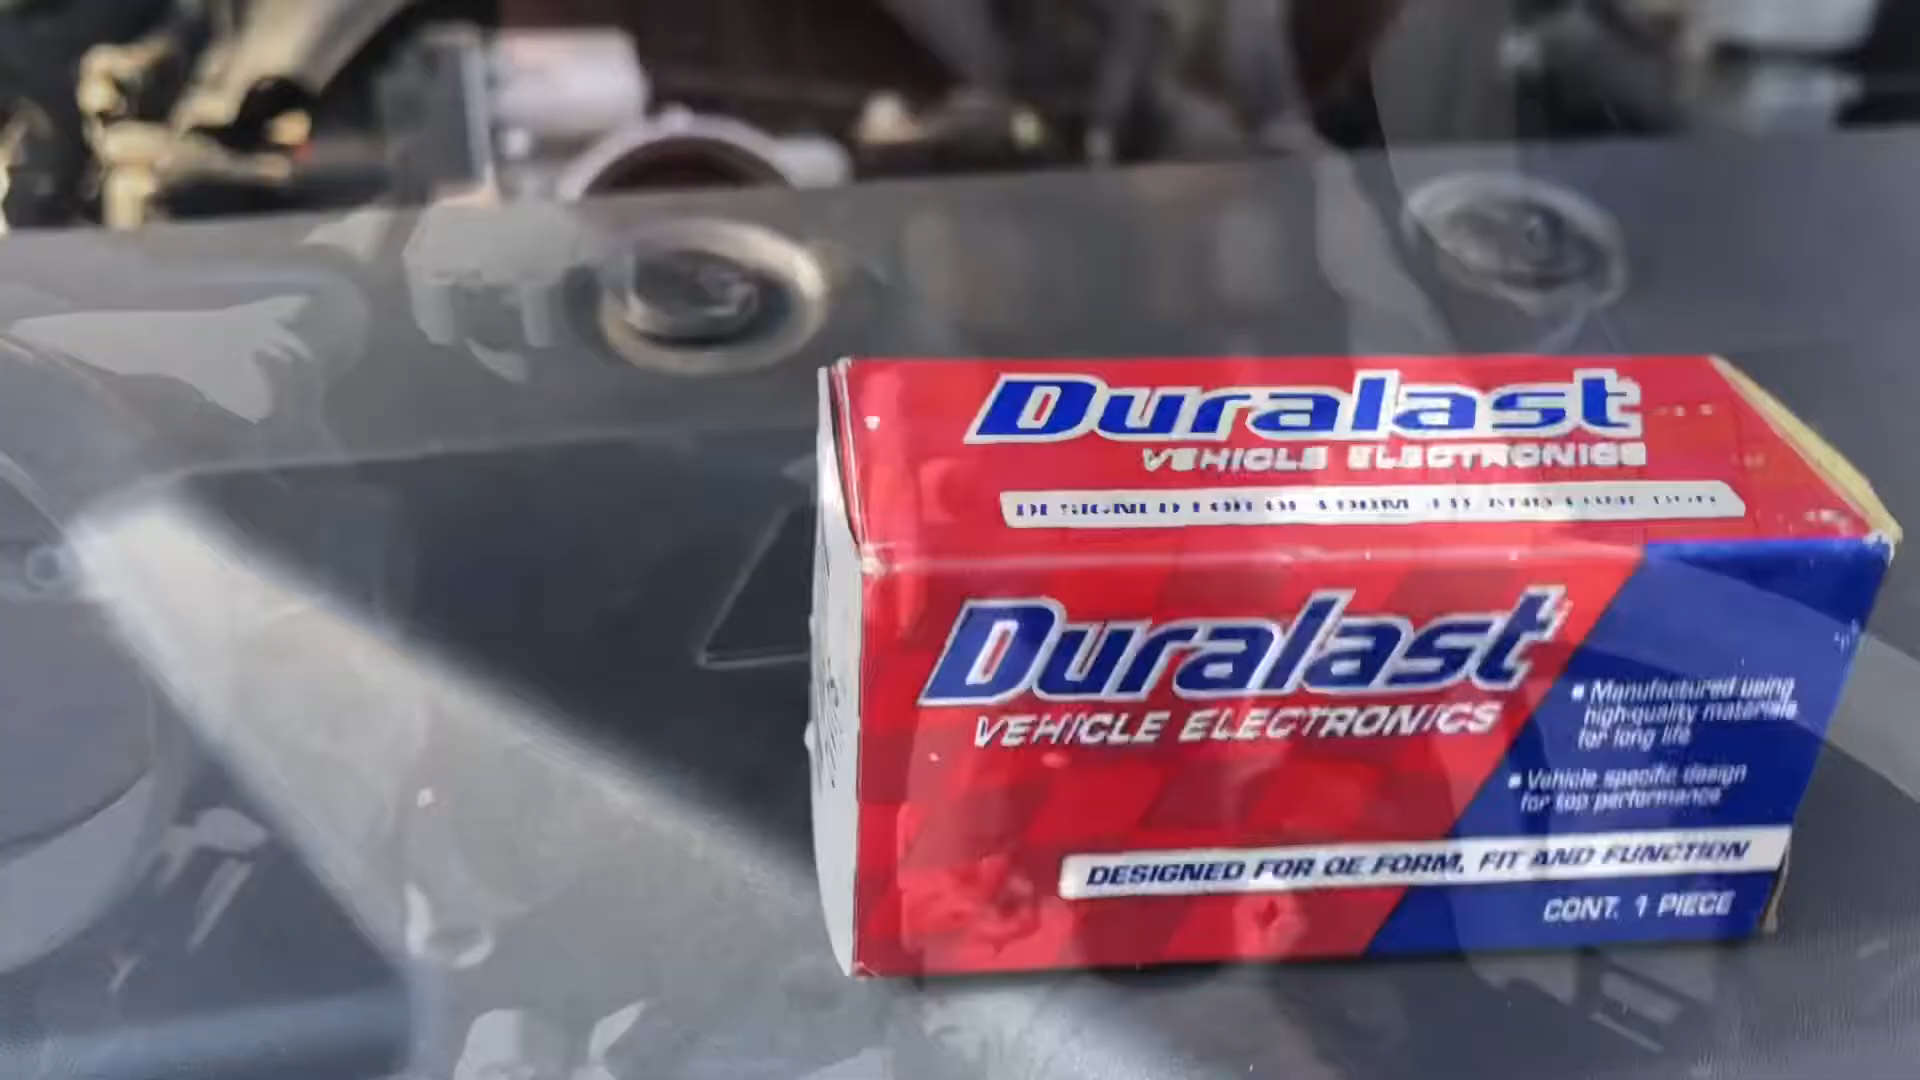 Duralast
VEHICLE ELECTRONICS
Duralast
VEHICLE ELECTRONICS
▪ Manufactured using
high-quality materials
for long life
▪ Vehicle specific design
for top performance
DESIGNED FOR OE FORM, FIT AND FUNCTION
CONT. 1 PIECE